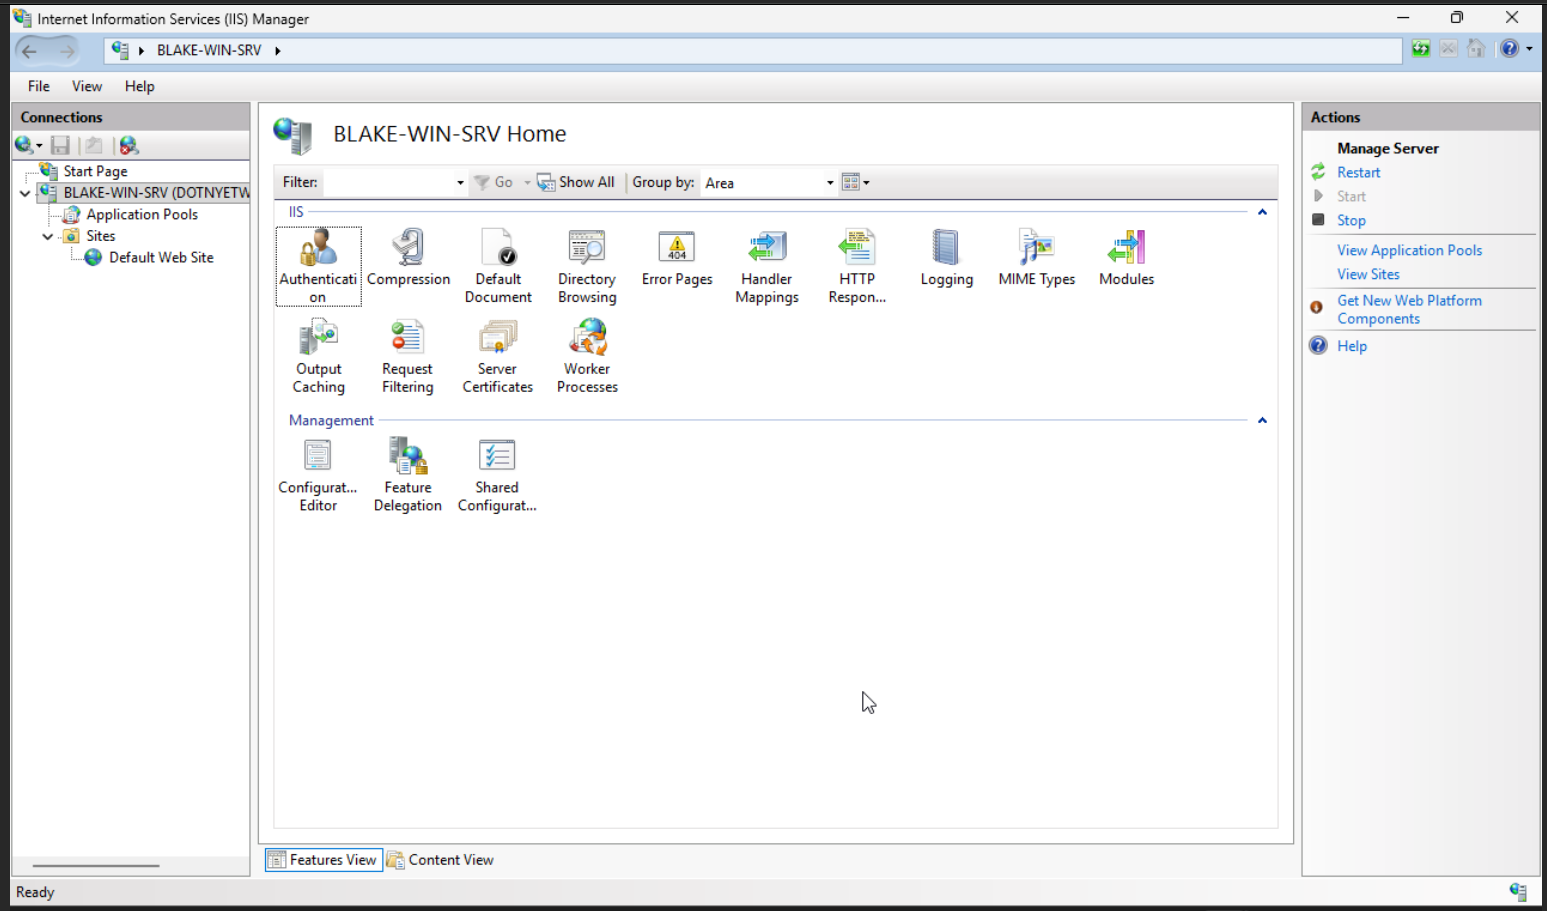 Internet Information Services (IIS) Manager
BLAKE-WIN-SRV
File View Help
Connections
Start Page
BLAKE-WIN-SRV (DOTNYETW
Application Pools
Sites
Default Web Site
BLAKE-WIN-SRV Home
Filter: Go Show All Group by: Area
IIS
Authenticati
on
Compression
Default
Document
Directory
Browsing
Error Pages
404
Handler
Mappings
HTTP
Respon...
Logging
MIME Types
Modules
Output
Caching
Request
Filtering
Server
Certificates
Worker
Processes
Management
Configurat...
Editor
Feature
Delegation
Shared
Configurat...
Features View
Content View
Actions
Manage Server
Restart
Start
Stop
View Application Pools
View Sites
Get New Web Platform
Components
Help
Ready